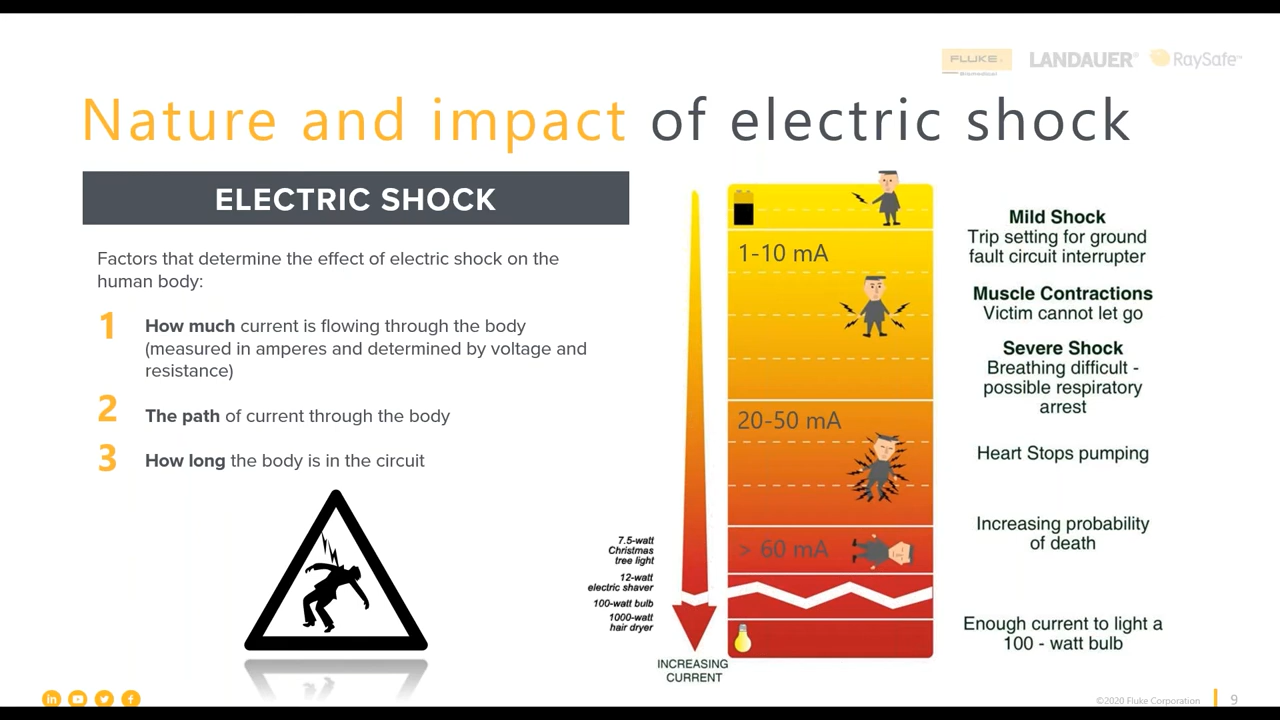 FLUKE
LANDAUER®
RaySafe™
Nature and impact of electric shock
ELECTRIC SHOCK
Factors that determine the effect of electric shock on the
human body:
1
How much current is flowing through the body
(measured in amperes and determined by voltage and
resistance)
2
The path of current through the body
3
How long the body is in the circuit
7.5-watt
Christmas
tree light
12-watt
electric shaver
100-watt bulb
1000-watt
hair dryer
INCREASING
CURRENT
1-10 mA
20-50 mA
> 60 mA
Mild Shock
Trip setting for ground
fault circuit interrupter
Muscle Contractions
Victim cannot let go
Severe Shock
Breathing difficult -
possible respiratory
arrest
Heart Stops pumping
Increasing probability
of death
Enough current to light a
100 - watt bulb
©2020 Fluke Corporation
9